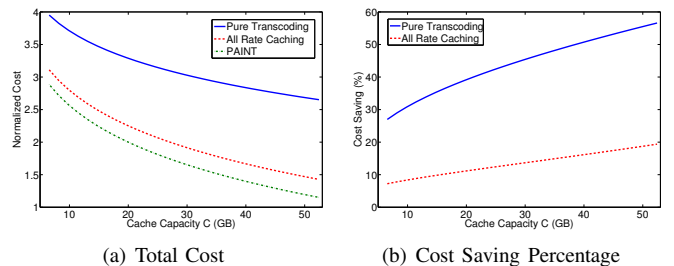 4
3.5
3
2.5
2
1.5
1
Normalized Cost
Pure Transcoding
All Rate Caching
PAINT
10 20 30 40 50
Cache Capacity C (GB)
(a) Total Cost
60
50
40
30
20
10
0
Cost Saving (%)
Pure Transcoding
All Rate Caching
10 20 30 40 50
Cache Capacity C (GB)
(b) Cost Saving Percentage